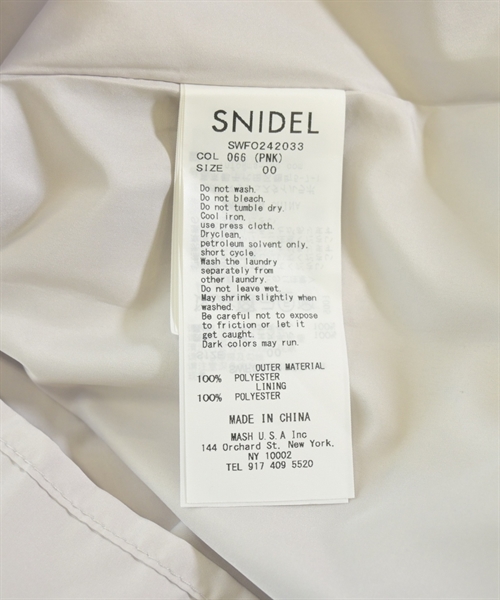 SNIDEL
SWFO242033
COL 066 (PNK)
SIZE 00
Do not wash.
Do not bleach.
Do not tumble dry.
Cool iron.
use press cloth.
Dryclean.
petroleum solvent only.
short cycle.
Wash the laundry
separately from
other laundry.
Do not leave wet.
May shrink slightly when
washed.
Be careful not to expose
to friction or let it
get caught.
Dark colors may run.
OUTER MATERIAL
100% POLYESTER
LINING
100% POLYESTER
MADE IN CHINA
MASH U.S.A Inc
144 Orchard St. New York.
NY 10002
TEL 917 409 5520